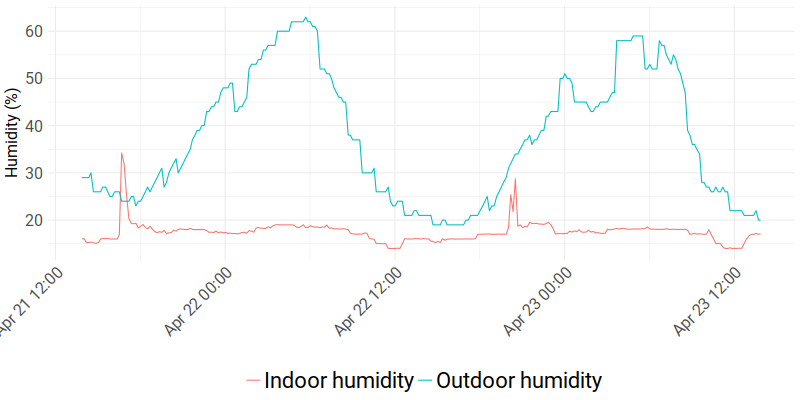 Humidity (%)
60
50
40
30
20
Apr 21 12:00
Apr 22 00:00
Apr 22 12:00
Apr 23 00:00
Apr 23 12:00
Indoor humidity
Outdoor humidity